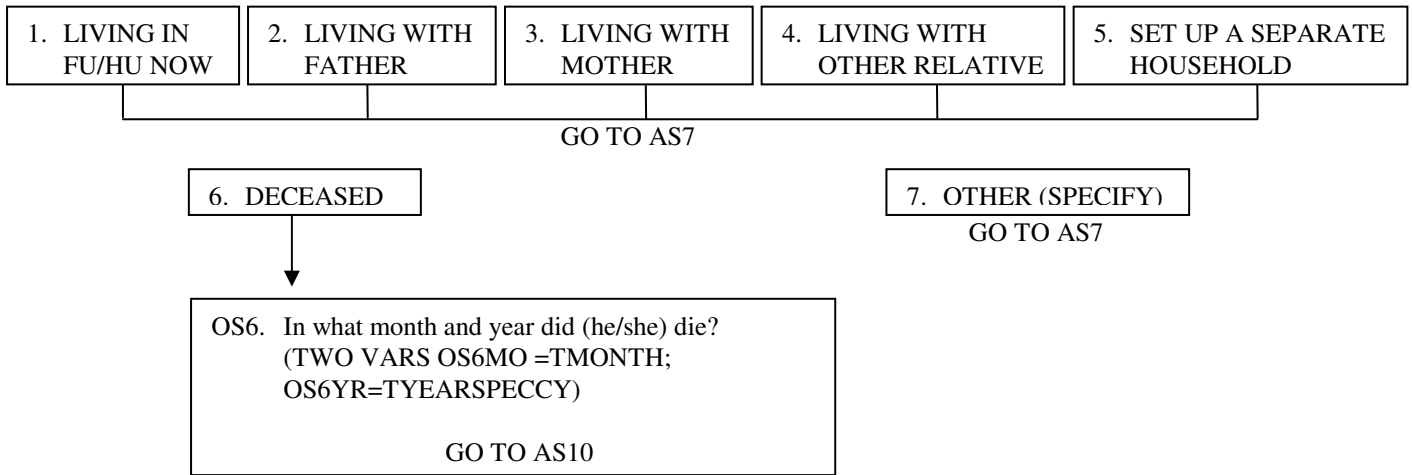 1. LIVING IN
FU/HU NOW
2. LIVING WITH
FATHER
3. LIVING WITH
MOTHER
4. LIVING WITH
OTHER RELATIVE
5. SET UP A SEPARATE
HOUSEHOLD
GO TO AS7
6. DECEASED
7. OTHER (SPECIFY)
GO TO AS7
OS6. In what month and year did (he/she) die?
(TWO VARS OS6MO =TMONTH;
OS6YR=TYEARSPECCY)
GO TO AS10